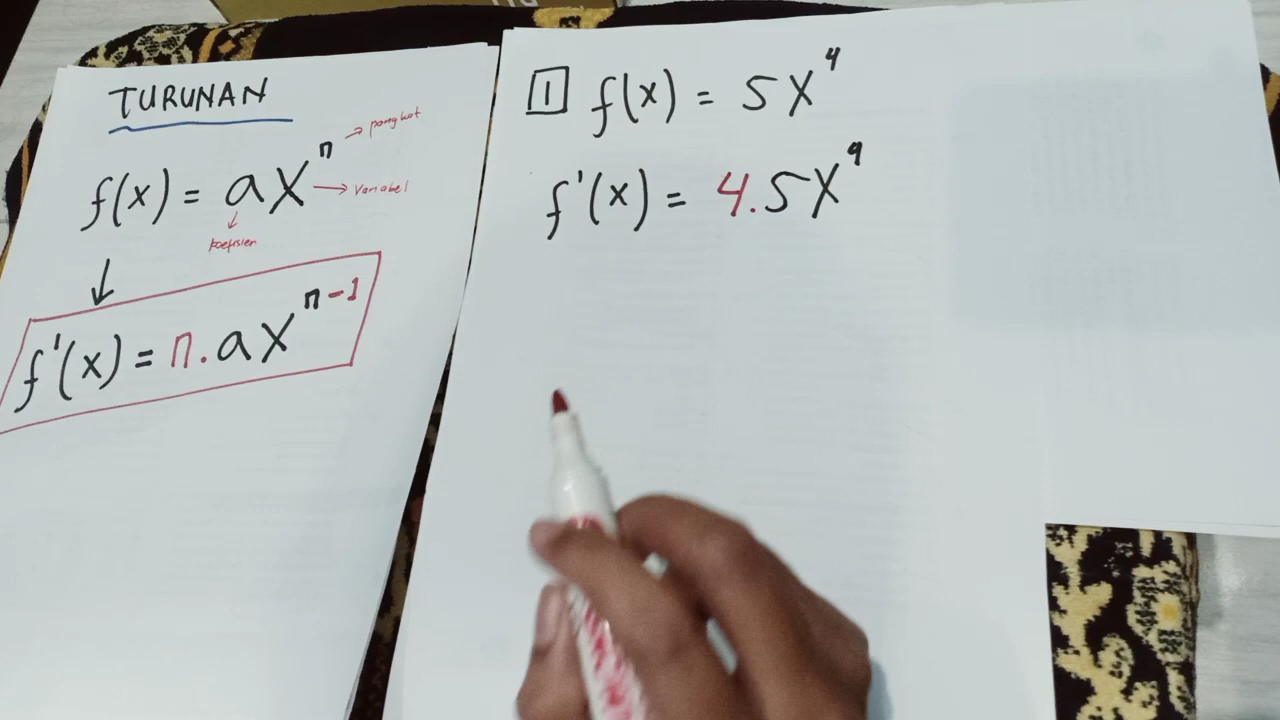 TURUNAN
f(x) = ax^n
→ pangkat
→ variabel
↓
koefisien
↓
f'(x) = n.ax^n-1
1 f(x) = 5x^4
f'(x) = 4.5x^4